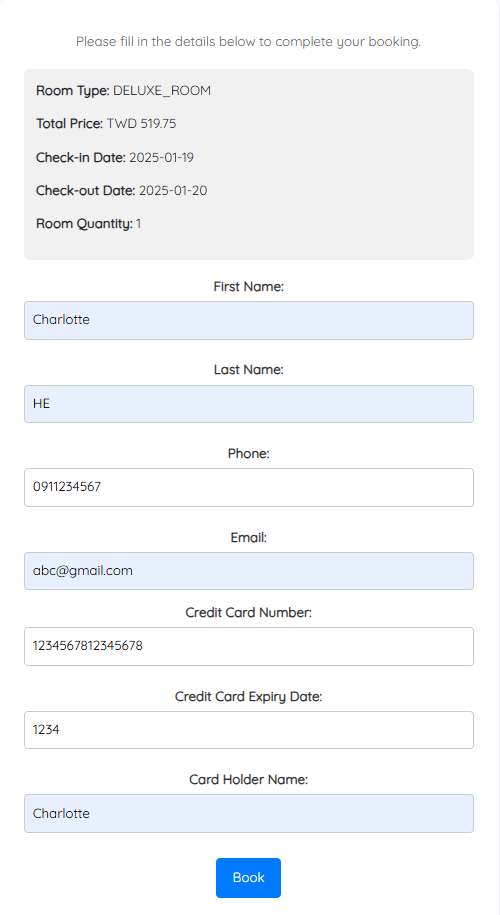 Please fill in the details below to complete your booking.
Room Type: DELUXE_ROOM
Total Price: TWD 519.75
Check-in Date: 2025-01-19
Check-out Date: 2025-01-20
Room Quantity: 1
First Name:
Charlotte
Last Name:
HE
Phone:
0911234567
Email:
abc@gmail.com
Credit Card Number:
1234567812345678
Credit Card Expiry Date:
1234
Card Holder Name:
Charlotte
Book